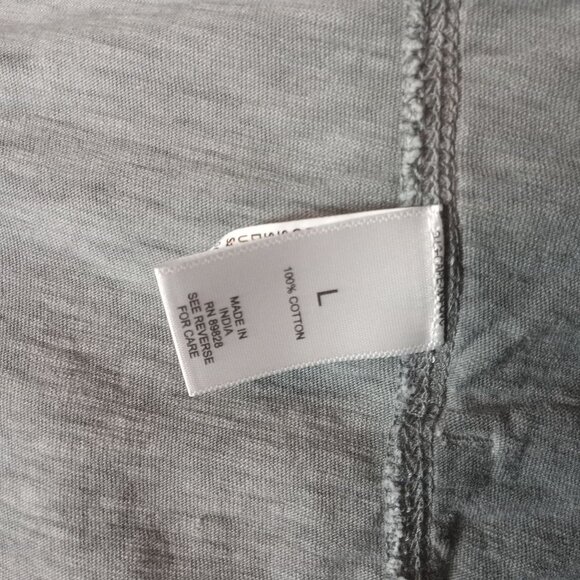 L
100% COTTON
MADE IN
INDIA
RN 89828
SEE REVERSE
FOR CARE